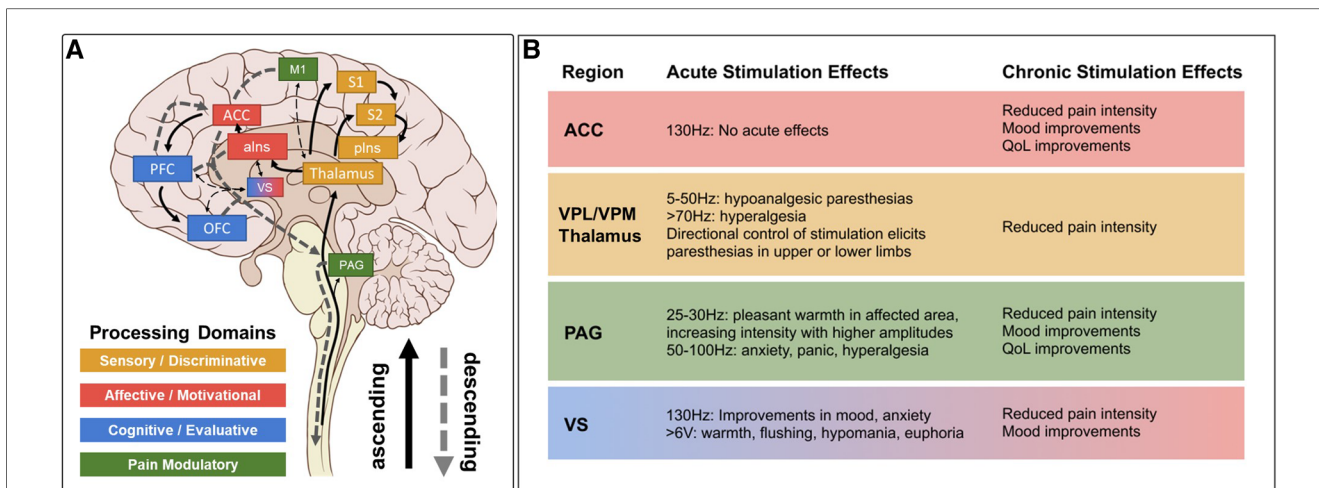 A
M1
S1
ACC
S2
aIns
pIns
PFC
Thalamus
VS
OFC
PAG
Processing Domains
Sensory / Discriminative
Affective / Motivational
Cognitive / Evaluative
Pain Modulatory
ascending
descending
B
Region
Acute Stimulation Effects
Chronic Stimulation Effects
ACC
130Hz: No acute effects
Reduced pain intensity
Mood improvements
QoL improvements
VPL/VPM
Thalamus
5-50Hz: hypoanalgesic paresthesias
>70Hz: hyperalgesia
Directional control of stimulation elicits
paresthesias in upper or lower limbs
Reduced pain intensity
PAG
25-30Hz: pleasant warmth in affected area,
increasing intensity with higher amplitudes
50-100Hz: anxiety, panic, hyperalgesia
Reduced pain intensity
Mood improvements
QoL improvements
VS
130Hz: Improvements in mood, anxiety
>6V: warmth, flushing, hypomania, euphoria
Reduced pain intensity
Mood improvements